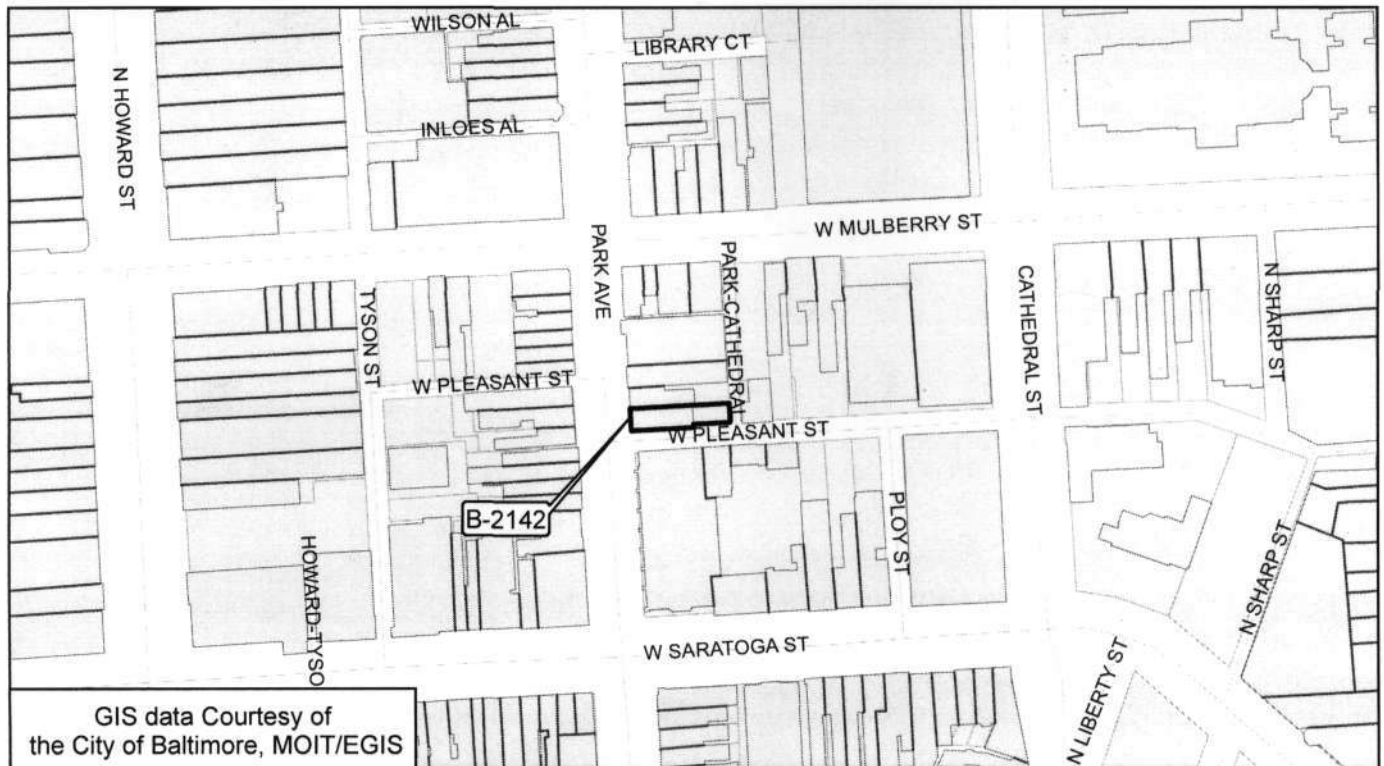 WILSON AL
LIBRARY CT
N HOWARD ST
INLOES AL
W MULBERRY ST
PARK AVE
PARK-CATHEDRAL
CATHEDRAL ST
N SHARP ST
TYSON ST
W PLEASANT ST
W PLEASANT ST
B-2142
PLOY ST
HOWARD-TYSO
N SHARP ST
W SARATOGA ST
N LIBERTY ST
GIS data Courtesy of
the City of Baltimore, MOIT/EGIS